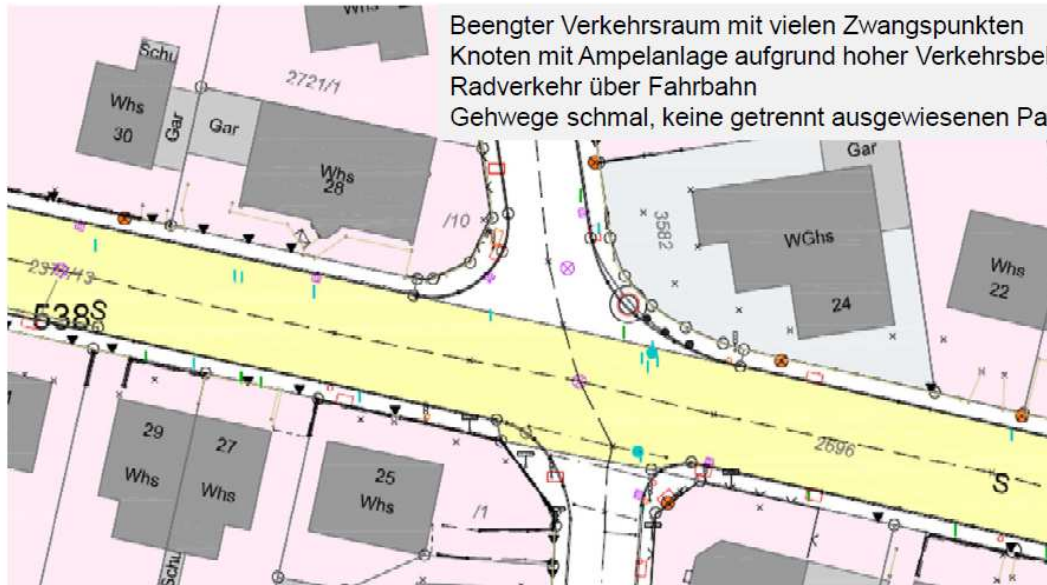 Beengter Verkehrsraum mit vielen Zwangspunkten
Knoten mit Ampelanlage aufgrund hoher Verkehrsbel
Radverkehr über Fahrbahn
Gehwege schmal, keine getrennt ausgewiesenen Pa
Schu
Whs
30
Gar
Gar
2721/1
Whs
28
/10
3582
Gar
WGhs
24
Whs
22
538
S
2696
S
29
Whs
27
Whs
25
Whs
/1